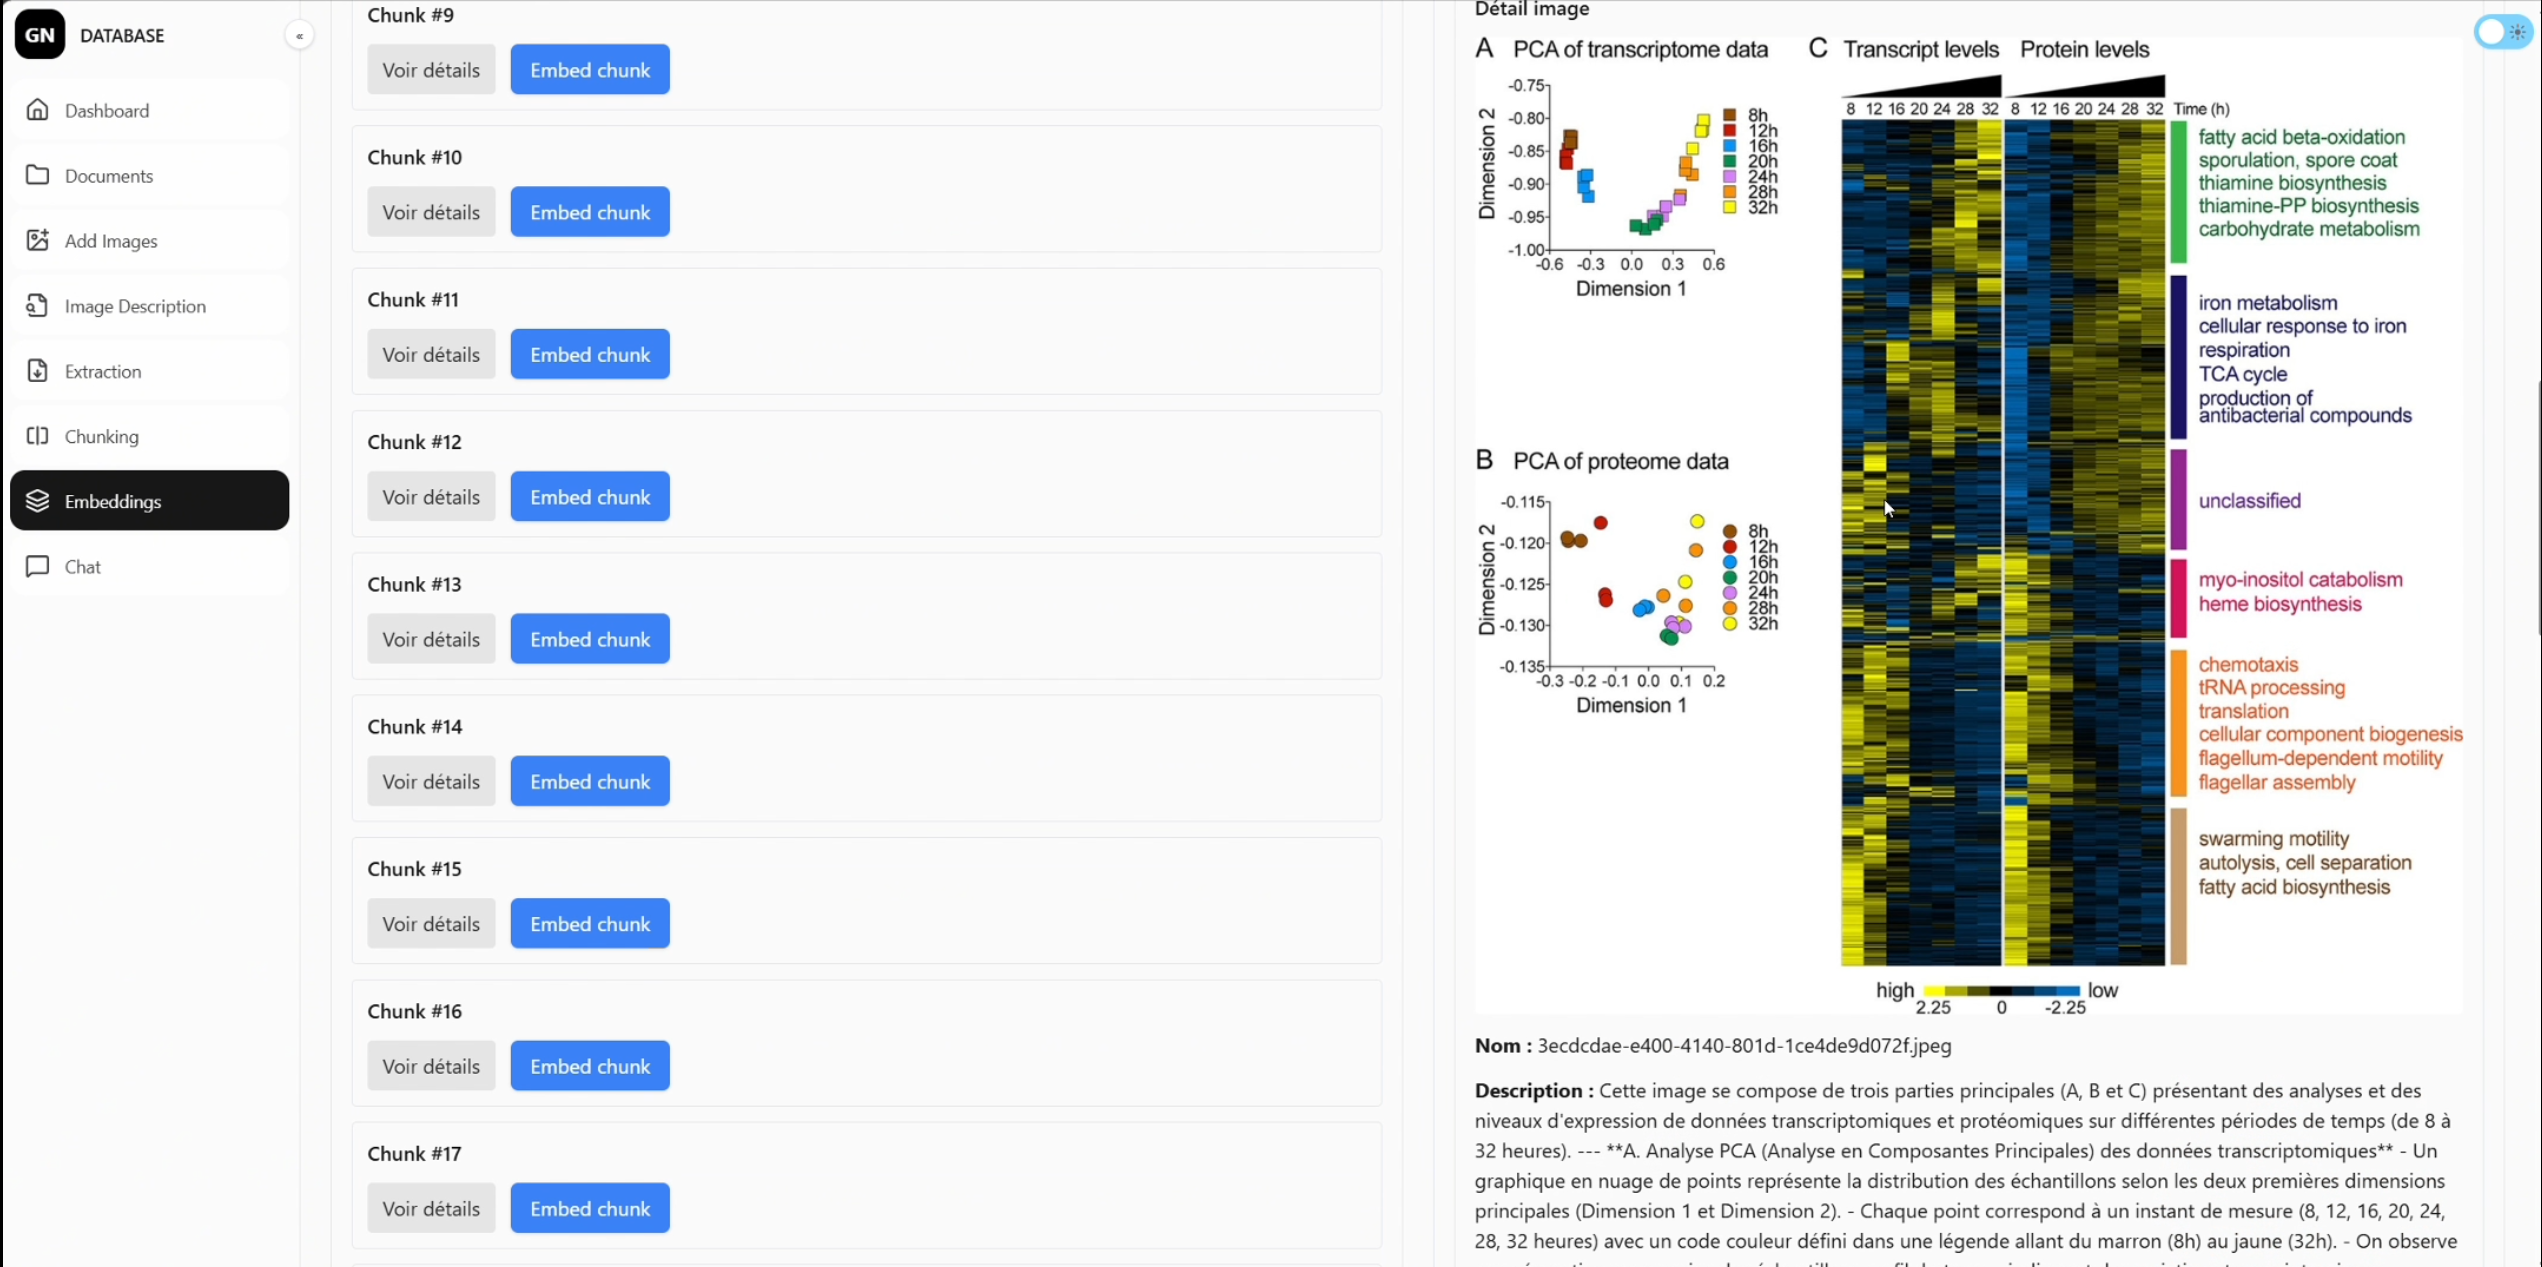 GN DATABASE
«
Dashboard
Documents
Add Images
Image Description
Extraction
Chunking
Embeddings
Chat
Chunk #9
Voir détails Embed chunk
Chunk #10
Voir détails Embed chunk
Chunk #11
Voir détails Embed chunk
Chunk #12
Voir détails Embed chunk
Chunk #13
Voir détails Embed chunk
Chunk #14
Voir détails Embed chunk
Chunk #15
Voir détails Embed chunk
Chunk #16
Voir détails Embed chunk
Chunk #17
Voir détails Embed chunk
Détail image
A PCA of transcriptome data
Dimension 2
-0.75
-0.80
-0.85
-0.90
-0.95
-1.00
-0.6 -0.3 0.0 0.3 0.6
Dimension 1
8h
12h
16h
20h
24h
28h
32h
B PCA of proteome data
Dimension 2
-0.115
-0.120
-0.125
-0.130
-0.135
-0.3 -0.2 -0.1 0.0 0.1 0.2
Dimension 1
8h
12h
16h
20h
24h
28h
32h
C Transcript levels Protein levels
8 12 16 20 24 28 32 8 12 16 20 24 28 32 Time (h)
fatty acid beta-oxidation
sporulation, spore coat
thiamine biosynthesis
thiamine-PP biosynthesis
carbohydrate metabolism
iron metabolism
cellular response to iron
respiration
TCA cycle
production of
antibacterial compounds
unclassified
myo-inositol catabolism
heme biosynthesis
chemotaxis
tRNA processing
translation
cellular component biogenesis
flagellum-dependent motility
flagellar assembly
swarming motility
autolysis, cell separation
fatty acid biosynthesis
high low
2.25 0 -2.25
Nom : 3ecdcdae-e400-4140-801d-1ce4de9d072f.jpeg
Description : Cette image se compose de trois parties principales (A, B et C) présentant des analyses et des
niveaux d'expression de données transcriptomiques et protéomiques sur différentes périodes de temps (de 8 à
32 heures). --- **A. Analyse PCA (Analyse en Composantes Principales) des données transcriptomiques** - Un
graphique en nuage de points représente la distribution des échantillons selon les deux premières dimensions
principales (Dimension 1 et Dimension 2). - Chaque point correspond à un instant de mesure (8, 12, 16, 20, 24,
28, 32 heures) avec un code couleur défini dans une légende allant du marron (8h) au jaune (32h). - On observe